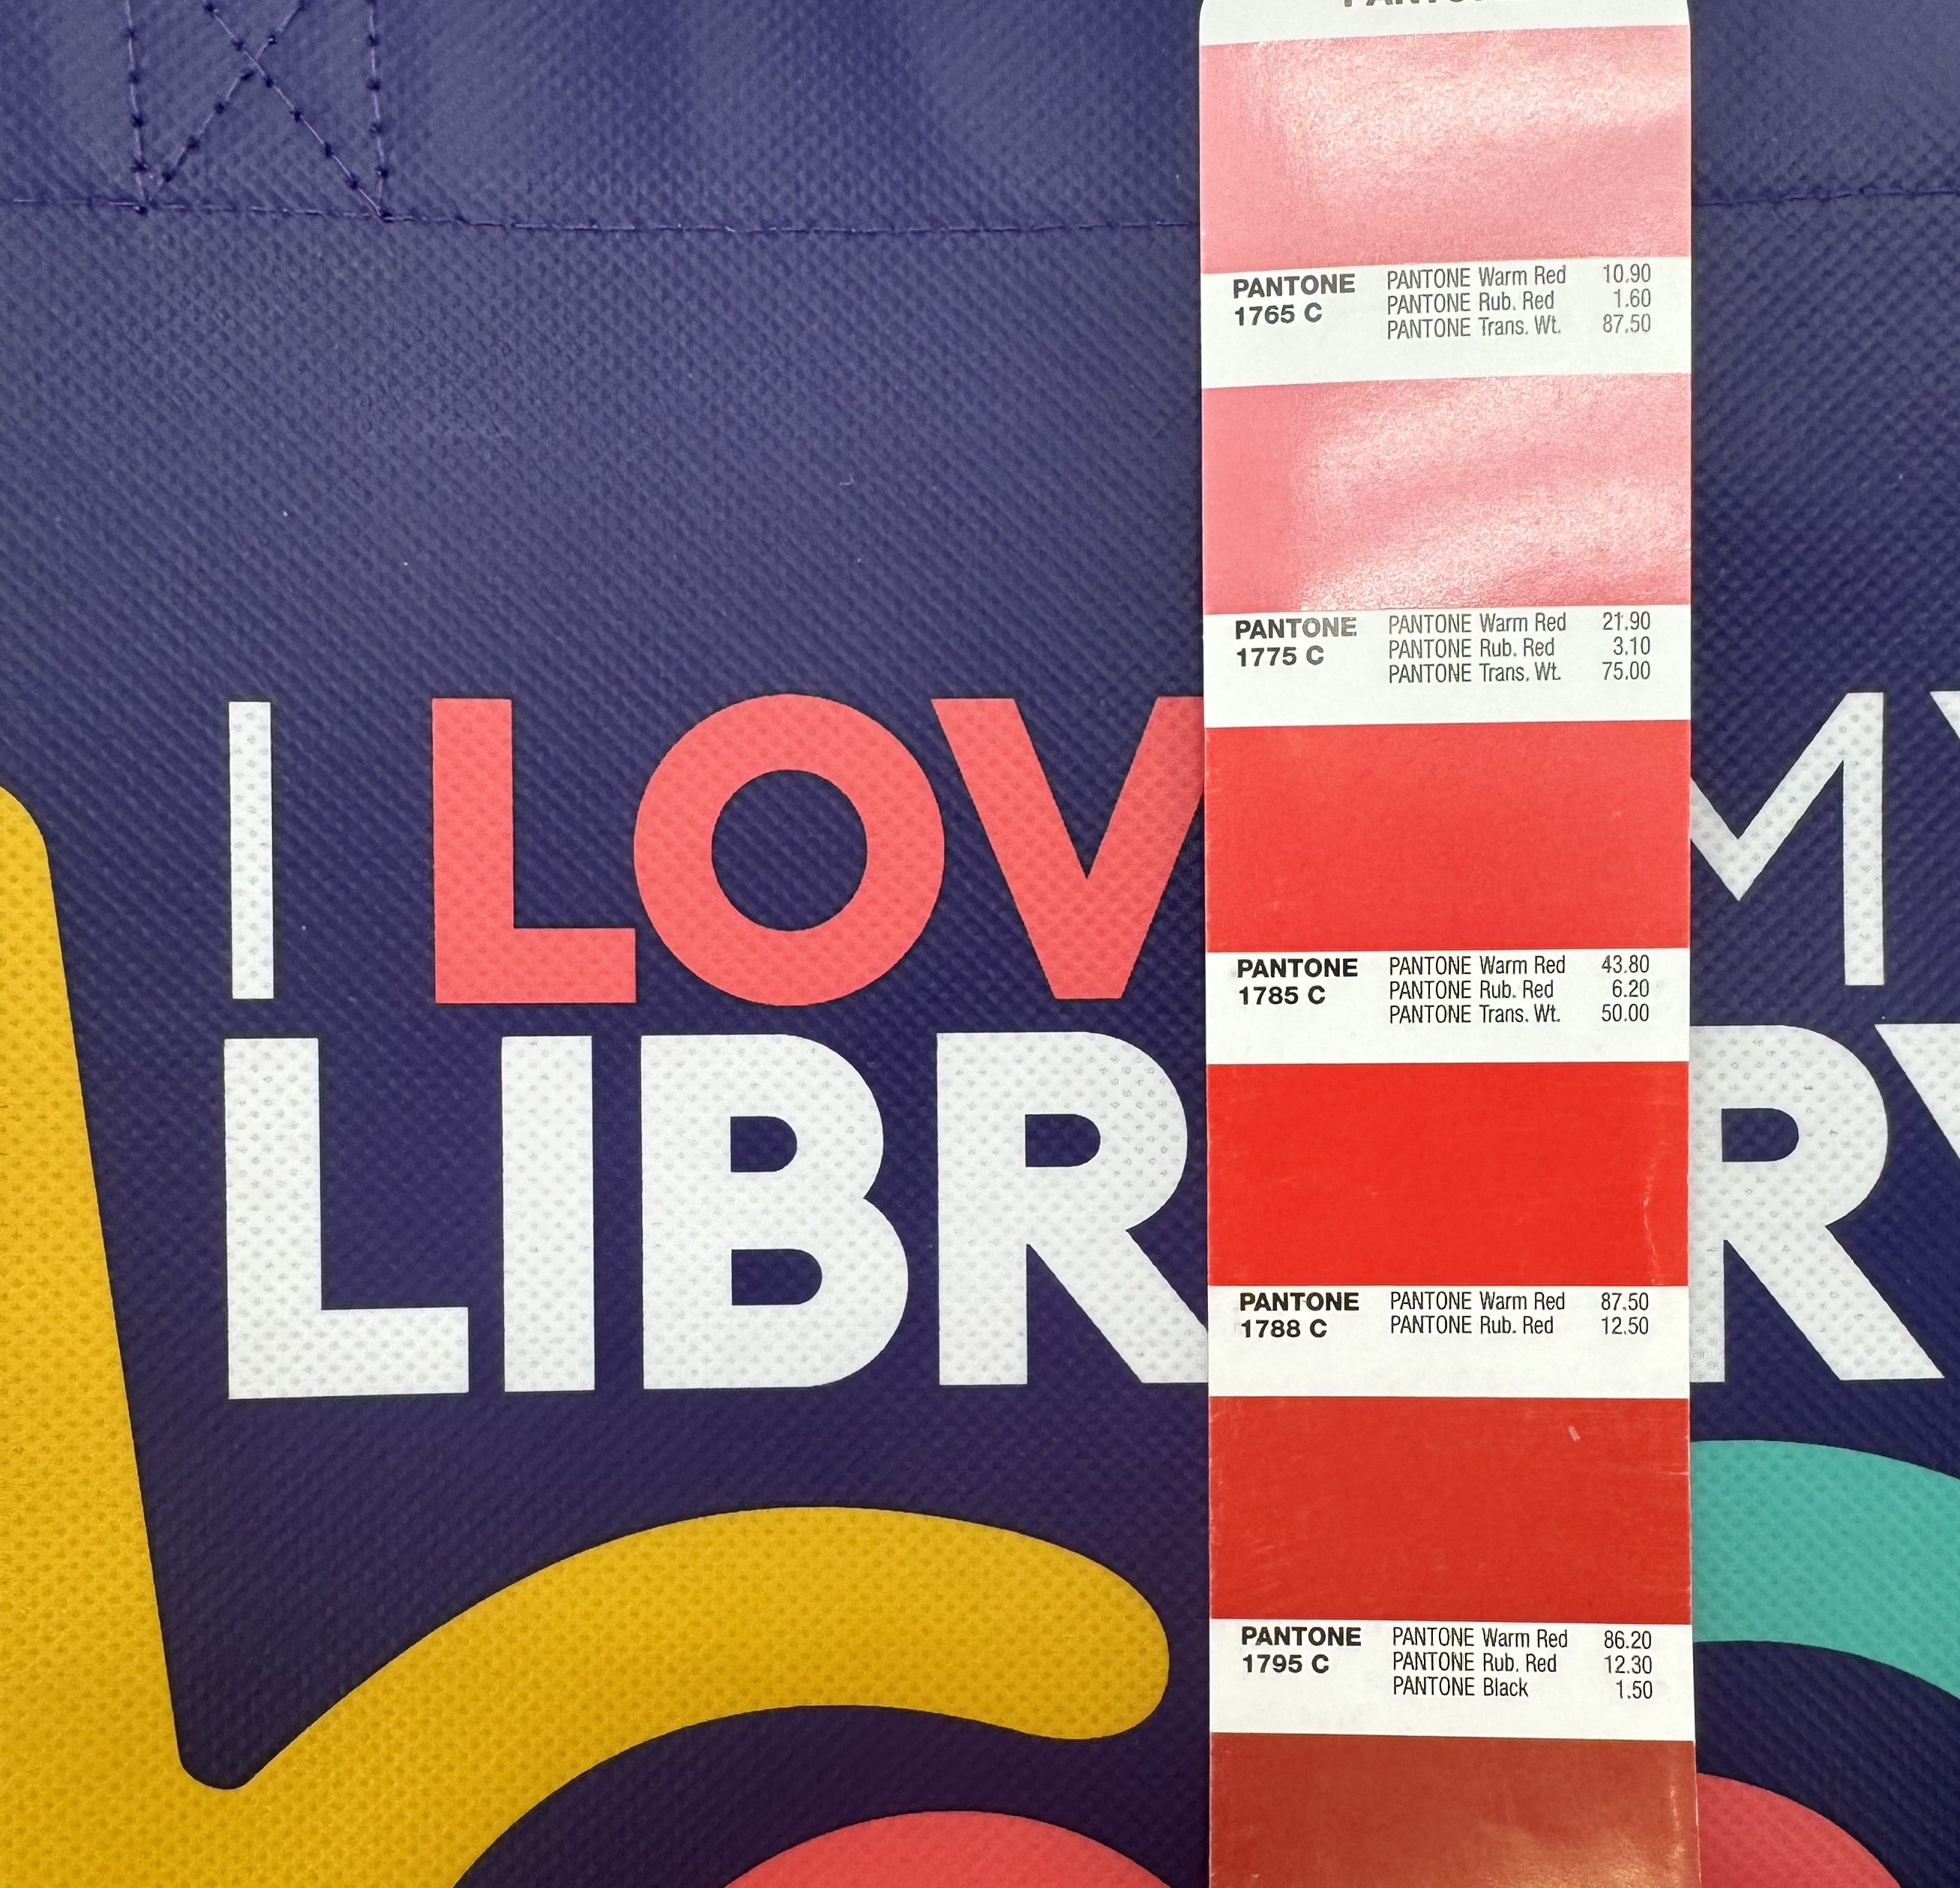 PANTONE
1765 C
PANTONE Warm Red 10.90
PANTONE Rub. Red 1.60
PANTONE Trans. Wt. 87.50
PANTONE
1775 C
PANTONE Warm Red 21.90
PANTONE Rub. Red 3.10
PANTONE Trans. Wt. 75.00
I LOV MY
LIBR RY
PANTONE
1785 C
PANTONE Warm Red 43.80
PANTONE Rub. Red 6.20
PANTONE Trans. Wt. 50.00
PANTONE
1788 C
PANTONE Warm Red 87.50
PANTONE Rub. Red 12.50
PANTONE
1795 C
PANTONE Warm Red 86.20
PANTONE Rub. Red 12.30
PANTONE Black 1.50